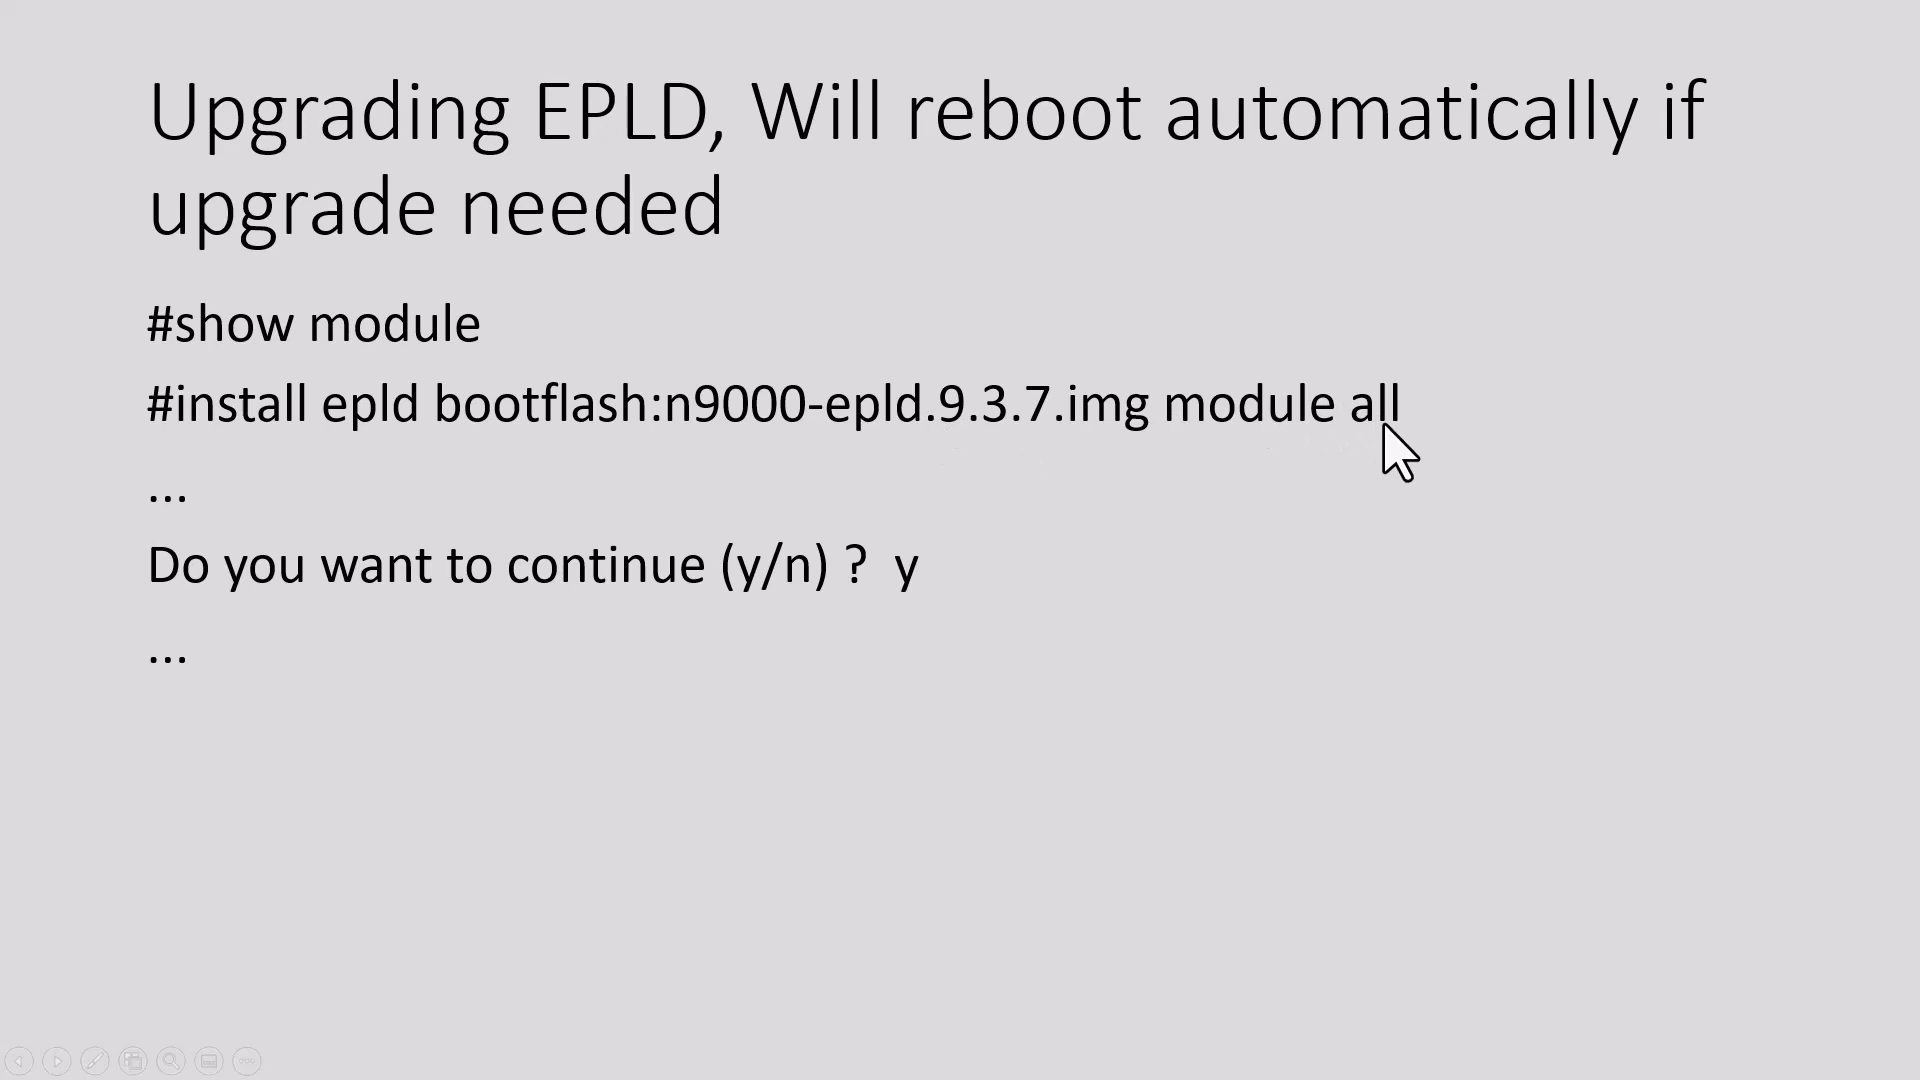 Upgrading EPLD, Will reboot automatically if
upgrade needed
#show module
#install epld bootflash:n9000-epld.9.3.7.img module all
...
Do you want to continue (y/n) ?  y
...